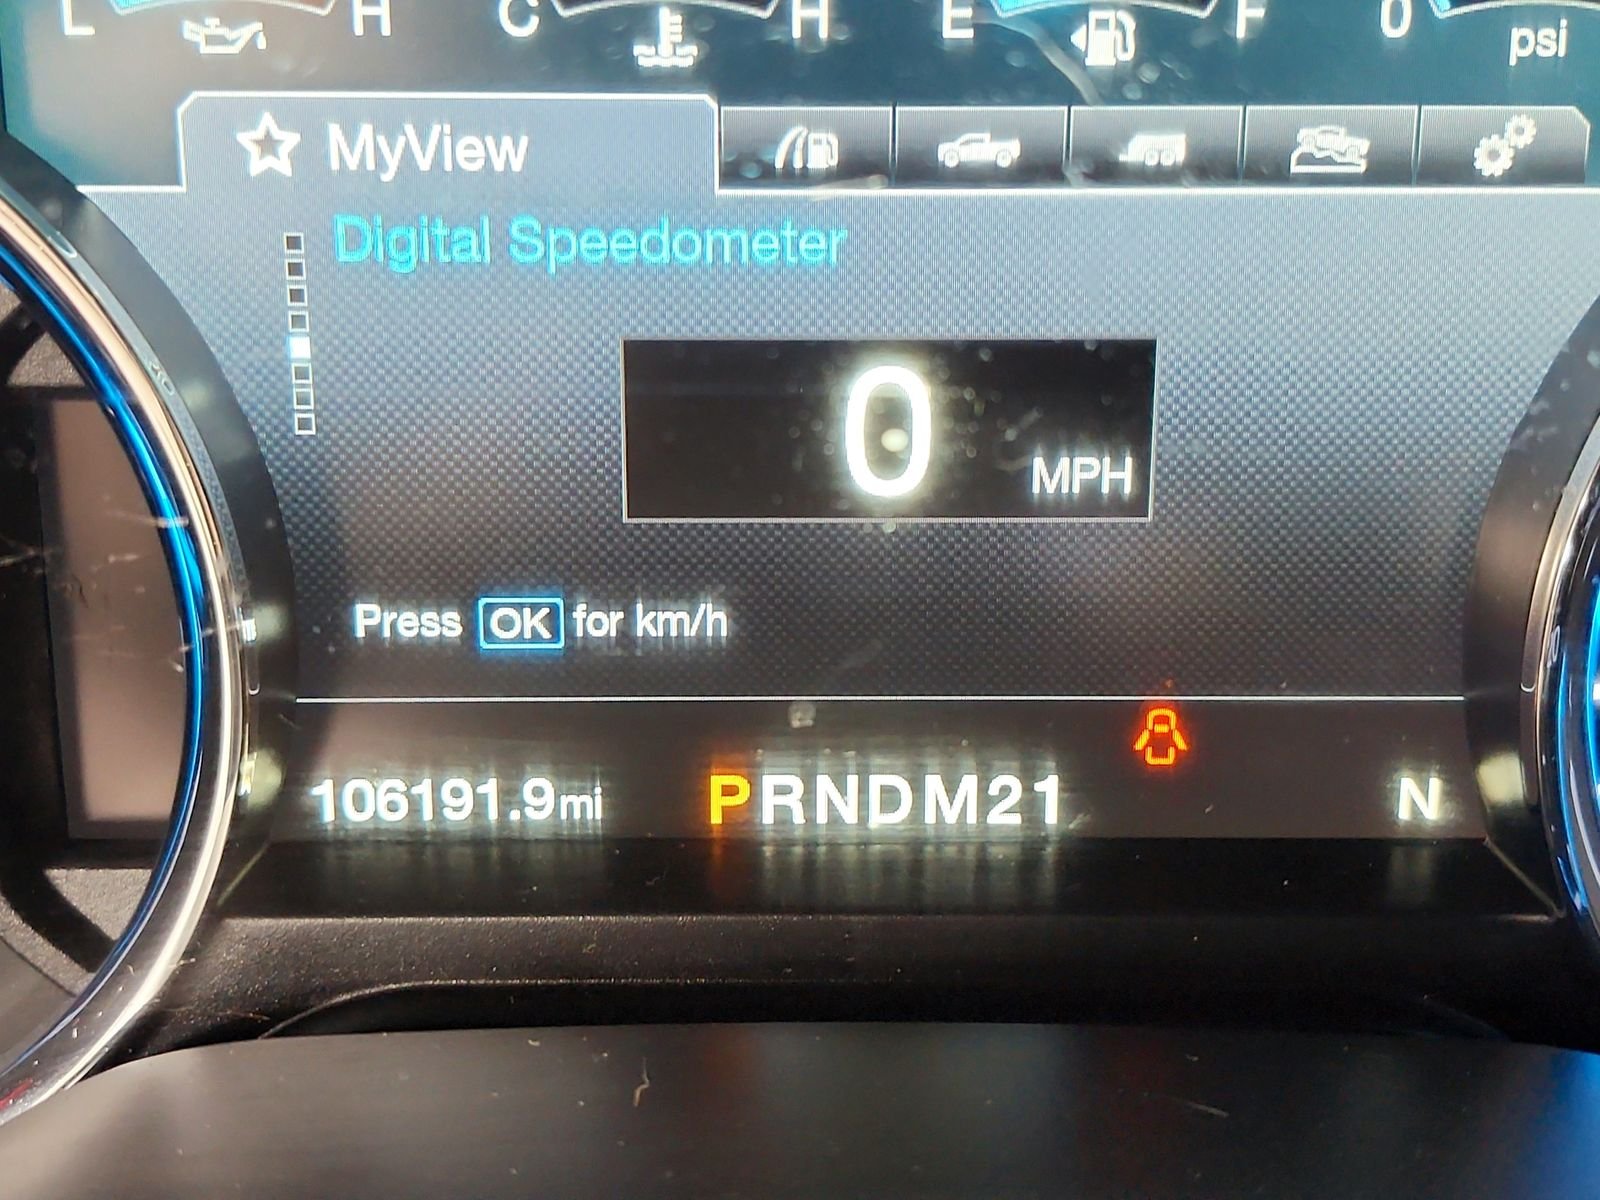 L H C H E F 0
psi
MyView
Digital Speedometer
0
MPH
Press OK for km/h
106191.9mi PRNDM21 N